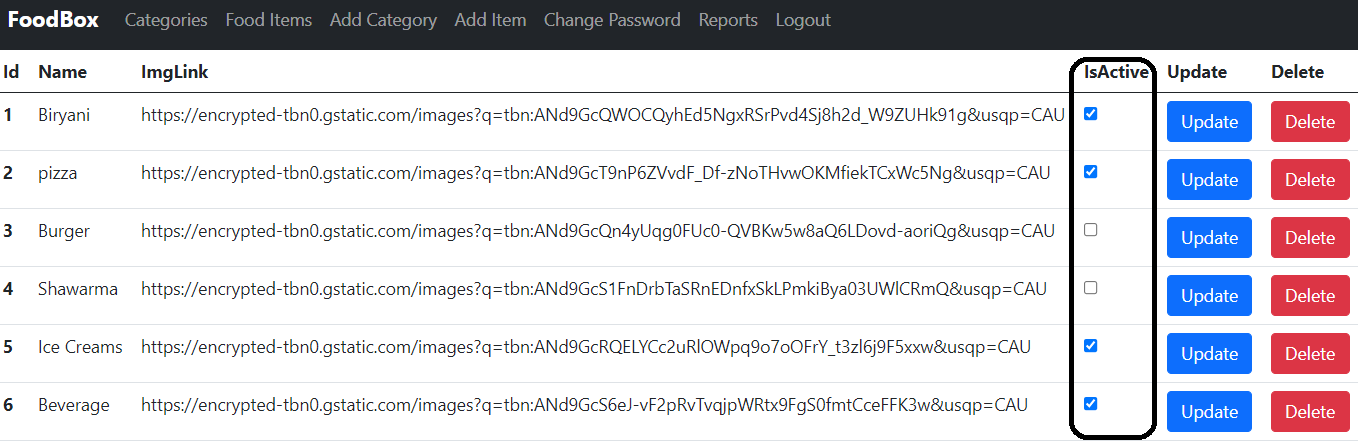 FoodBox Categories Food Items Add Category Add Item Change Password Reports Logout
Id Name ImgLink IsActive Update Delete
1 Biryani https://encrypted-tbn0.gstatic.com/images?q=tbn:ANd9GcQWOCQyhEd5NgxRSrPvd4Sj8h2d_W9ZUHk91g&usqp=CAU Update Delete
2 pizza https://encrypted-tbn0.gstatic.com/images?q=tbn:ANd9GcT9nP6ZVvdF_Df-zNoTHvwOKMfiekTCxWc5Ng&usqp=CAU Update Delete
3 Burger https://encrypted-tbn0.gstatic.com/images?q=tbn:ANd9GcQn4yUqg0FUc0-QVBKw5w8aQ6LDovd-aoriQg&usqp=CAU Update Delete
4 Shawarma https://encrypted-tbn0.gstatic.com/images?q=tbn:ANd9GcS1FnDrbTaSRnEDnfxSkLPmkiBya03UWlCRmQ&usqp=CAU Update Delete
5 Ice Creams https://encrypted-tbn0.gstatic.com/images?q=tbn:ANd9GcRQELYCc2uRlOWpq9o7oOFrY_t3zl6j9F5xxw&usqp=CAU Update Delete
6 Beverage https://encrypted-tbn0.gstatic.com/images?q=tbn:ANd9GcS6eJ-vF2pRvTvqjpWRtx9FgS0fmtCceFFK3w&usqp=CAU Update Delete